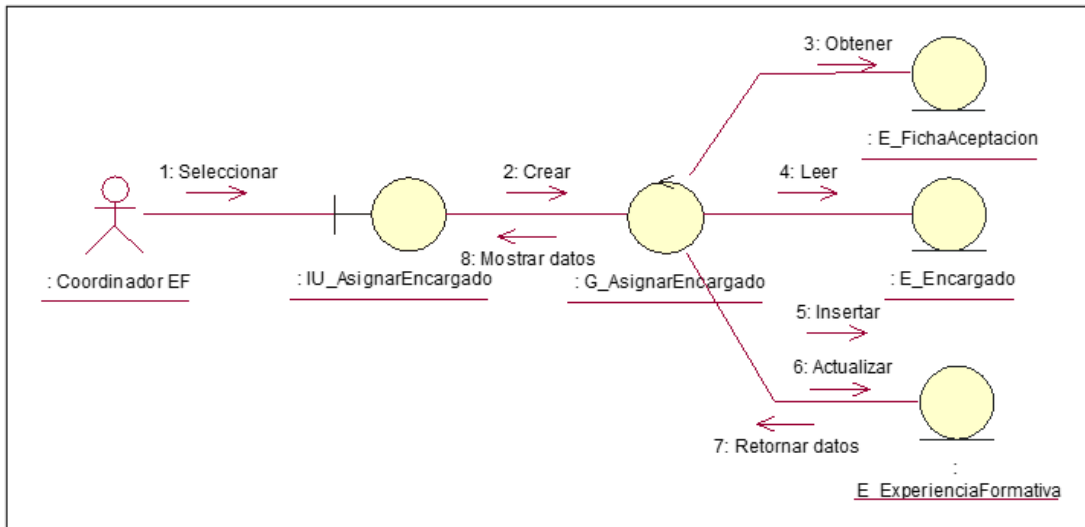 3: Obtener
: E_FichaAceptacion
1: Seleccionar
2: Crear
4: Leer
8: Mostrar datos
: Coordinador EF
: IU_AsignarEncargado
: G_AsignarEncargado
: E_Encargado
5: Insertar
6: Actualizar
7: Retornar datos
:
E_ExperienciaFormativa